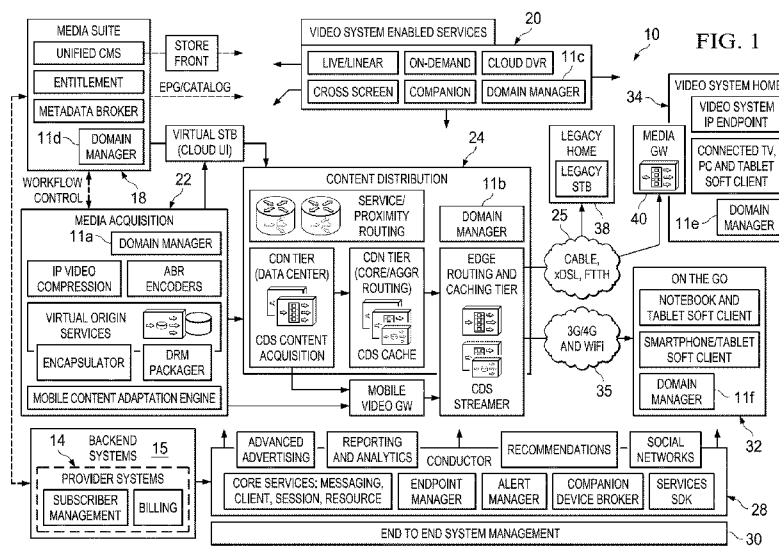 MEDIA SUITE
UNIFIED CMS
ENTITLEMENT
METADATA BROKER
11d
DOMAIN
MANAGER
18
STORE
FRONT
EPG/CATALOG
VIRTUAL STB
(CLOUD UI)
WORKFLOW
CONTROL
VIDEO SYSTEM ENABLED SERVICES
20
LIVE/LINEAR
ON-DEMAND
CLOUD DVR
11c
CROSS SCREEN
COMPANION
DOMAIN MANAGER
10
FIG. 1
34
VIDEO SYSTEM HOME
VIDEO SYSTEM
IP ENDPOINT
CONNECTED TV,
PC AND TABLET
SOFT CLIENT
11e
DOMAIN
MANAGER
MEDIA
GW
40
LEGACY
HOME
LEGACY
STB
38
22
MEDIA ACQUISITION
11a
DOMAIN MANAGER
IP VIDEO
COMPRESSION
ABR
ENCODERS
VIRTUAL ORIGIN
SERVICES
ENCAPSULATOR
DRM
PACKAGER
MOBILE CONTENT ADAPTATION ENGINE
24
CONTENT DISTRIBUTION
11b
SERVICE/
PROXIMITY
ROUTING
DOMAIN
MANAGER
CDN TIER
(DATA CENTER)
CDS CONTENT
ACQUISITION
CDN TIER
(CORE/AGGR
ROUTING)
CDS CACHE
EDGE
ROUTING AND
CACHING TIER
CDS
STREAMER
MOBILE
VIDEO GW
25
CABLE,
xDSL, FTTH
3G/4G
AND WiFi
35
ON THE GO
NOTEBOOK AND
TABLET SOFT CLIENT
SMARTPHONE/TABLET
SOFT CLIENT
DOMAIN
MANAGER
11f
32
BACKEND
SYSTEMS
14
15
PROVIDER SYSTEMS
SUBSCRIBER
MANAGEMENT
BILLING
ADVANCED
ADVERTISING
REPORTING
AND ANALYTICS
RECOMMENDATIONS
SOCIAL
NETWORKS
CONDUCTOR
CORE SERVICES: MESSAGING,
CLIENT, SESSION, RESOURCE
ENDPOINT
MANAGER
ALERT
MANAGER
COMPANION
DEVICE BROKER
SERVICES
SDK
28
END TO END SYSTEM MANAGEMENT
30